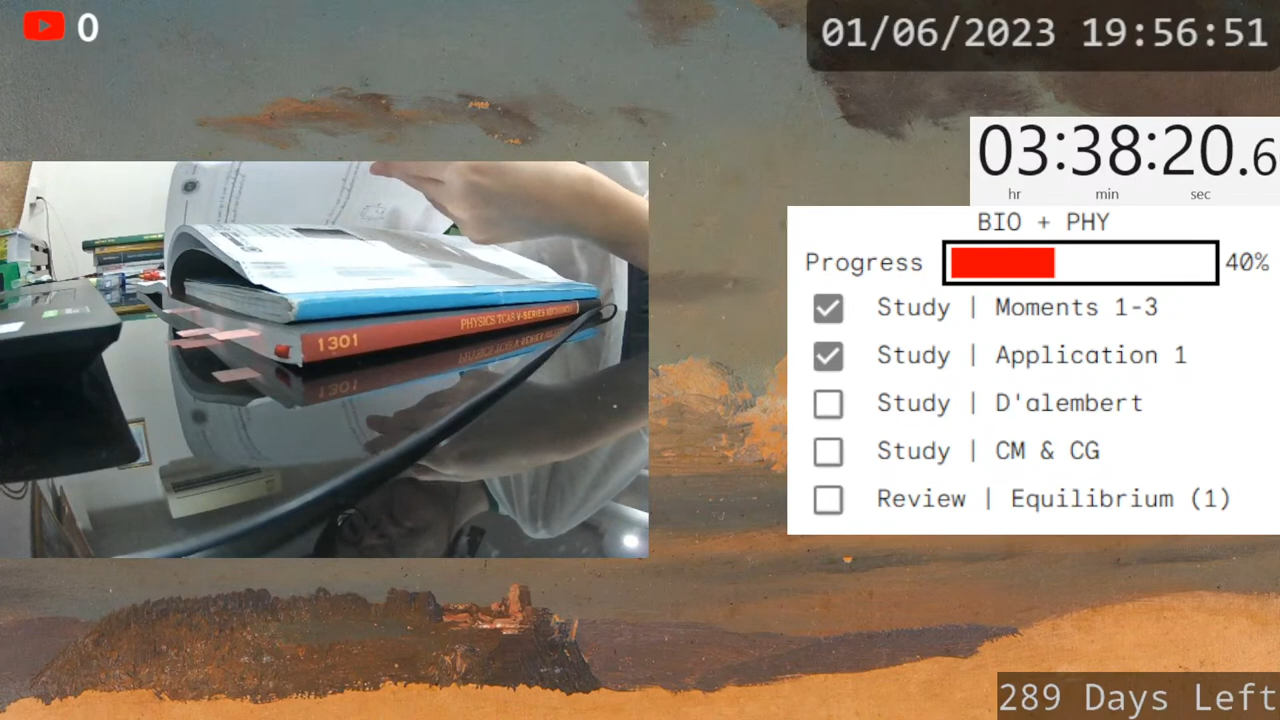 0
01/06/2023 19:56:51
03:38:20.6
hr min sec
BIO + PHY
Progress 40%
Study | Moments 1-3
Study | Application 1
Study | D'alembert
Study | CM & CG
Review | Equilibrium (1)
1301 PHYSICS TCAS V-SERIES
289 Days Left